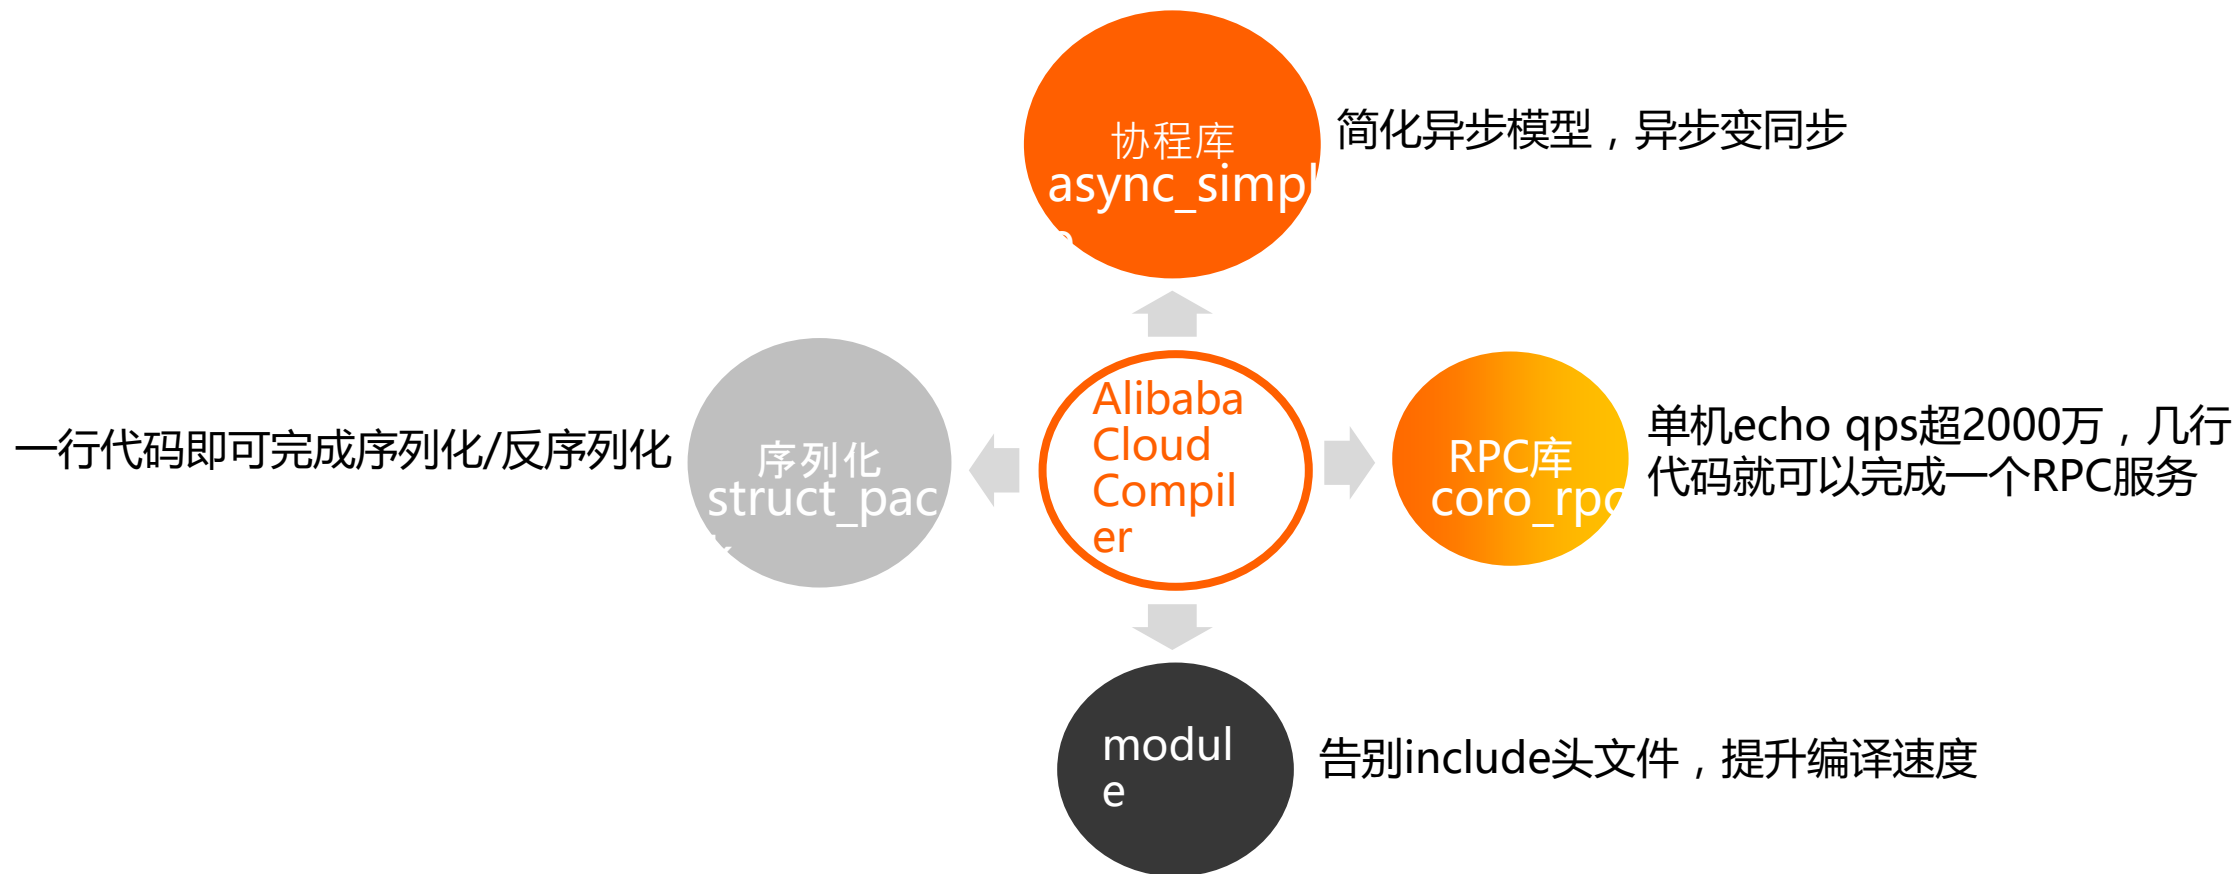 协程库
async_simpl
e
简化异步模型，异步变同步
一行代码即可完成序列化/反序列化
序列化
struct_pac
k
Alibaba
Cloud
Compil
er
RPC库
coro_rpc
单机echo qps超2000万，几行
代码就可以完成一个RPC服务
modul
e
告别include头文件，提升编译速度